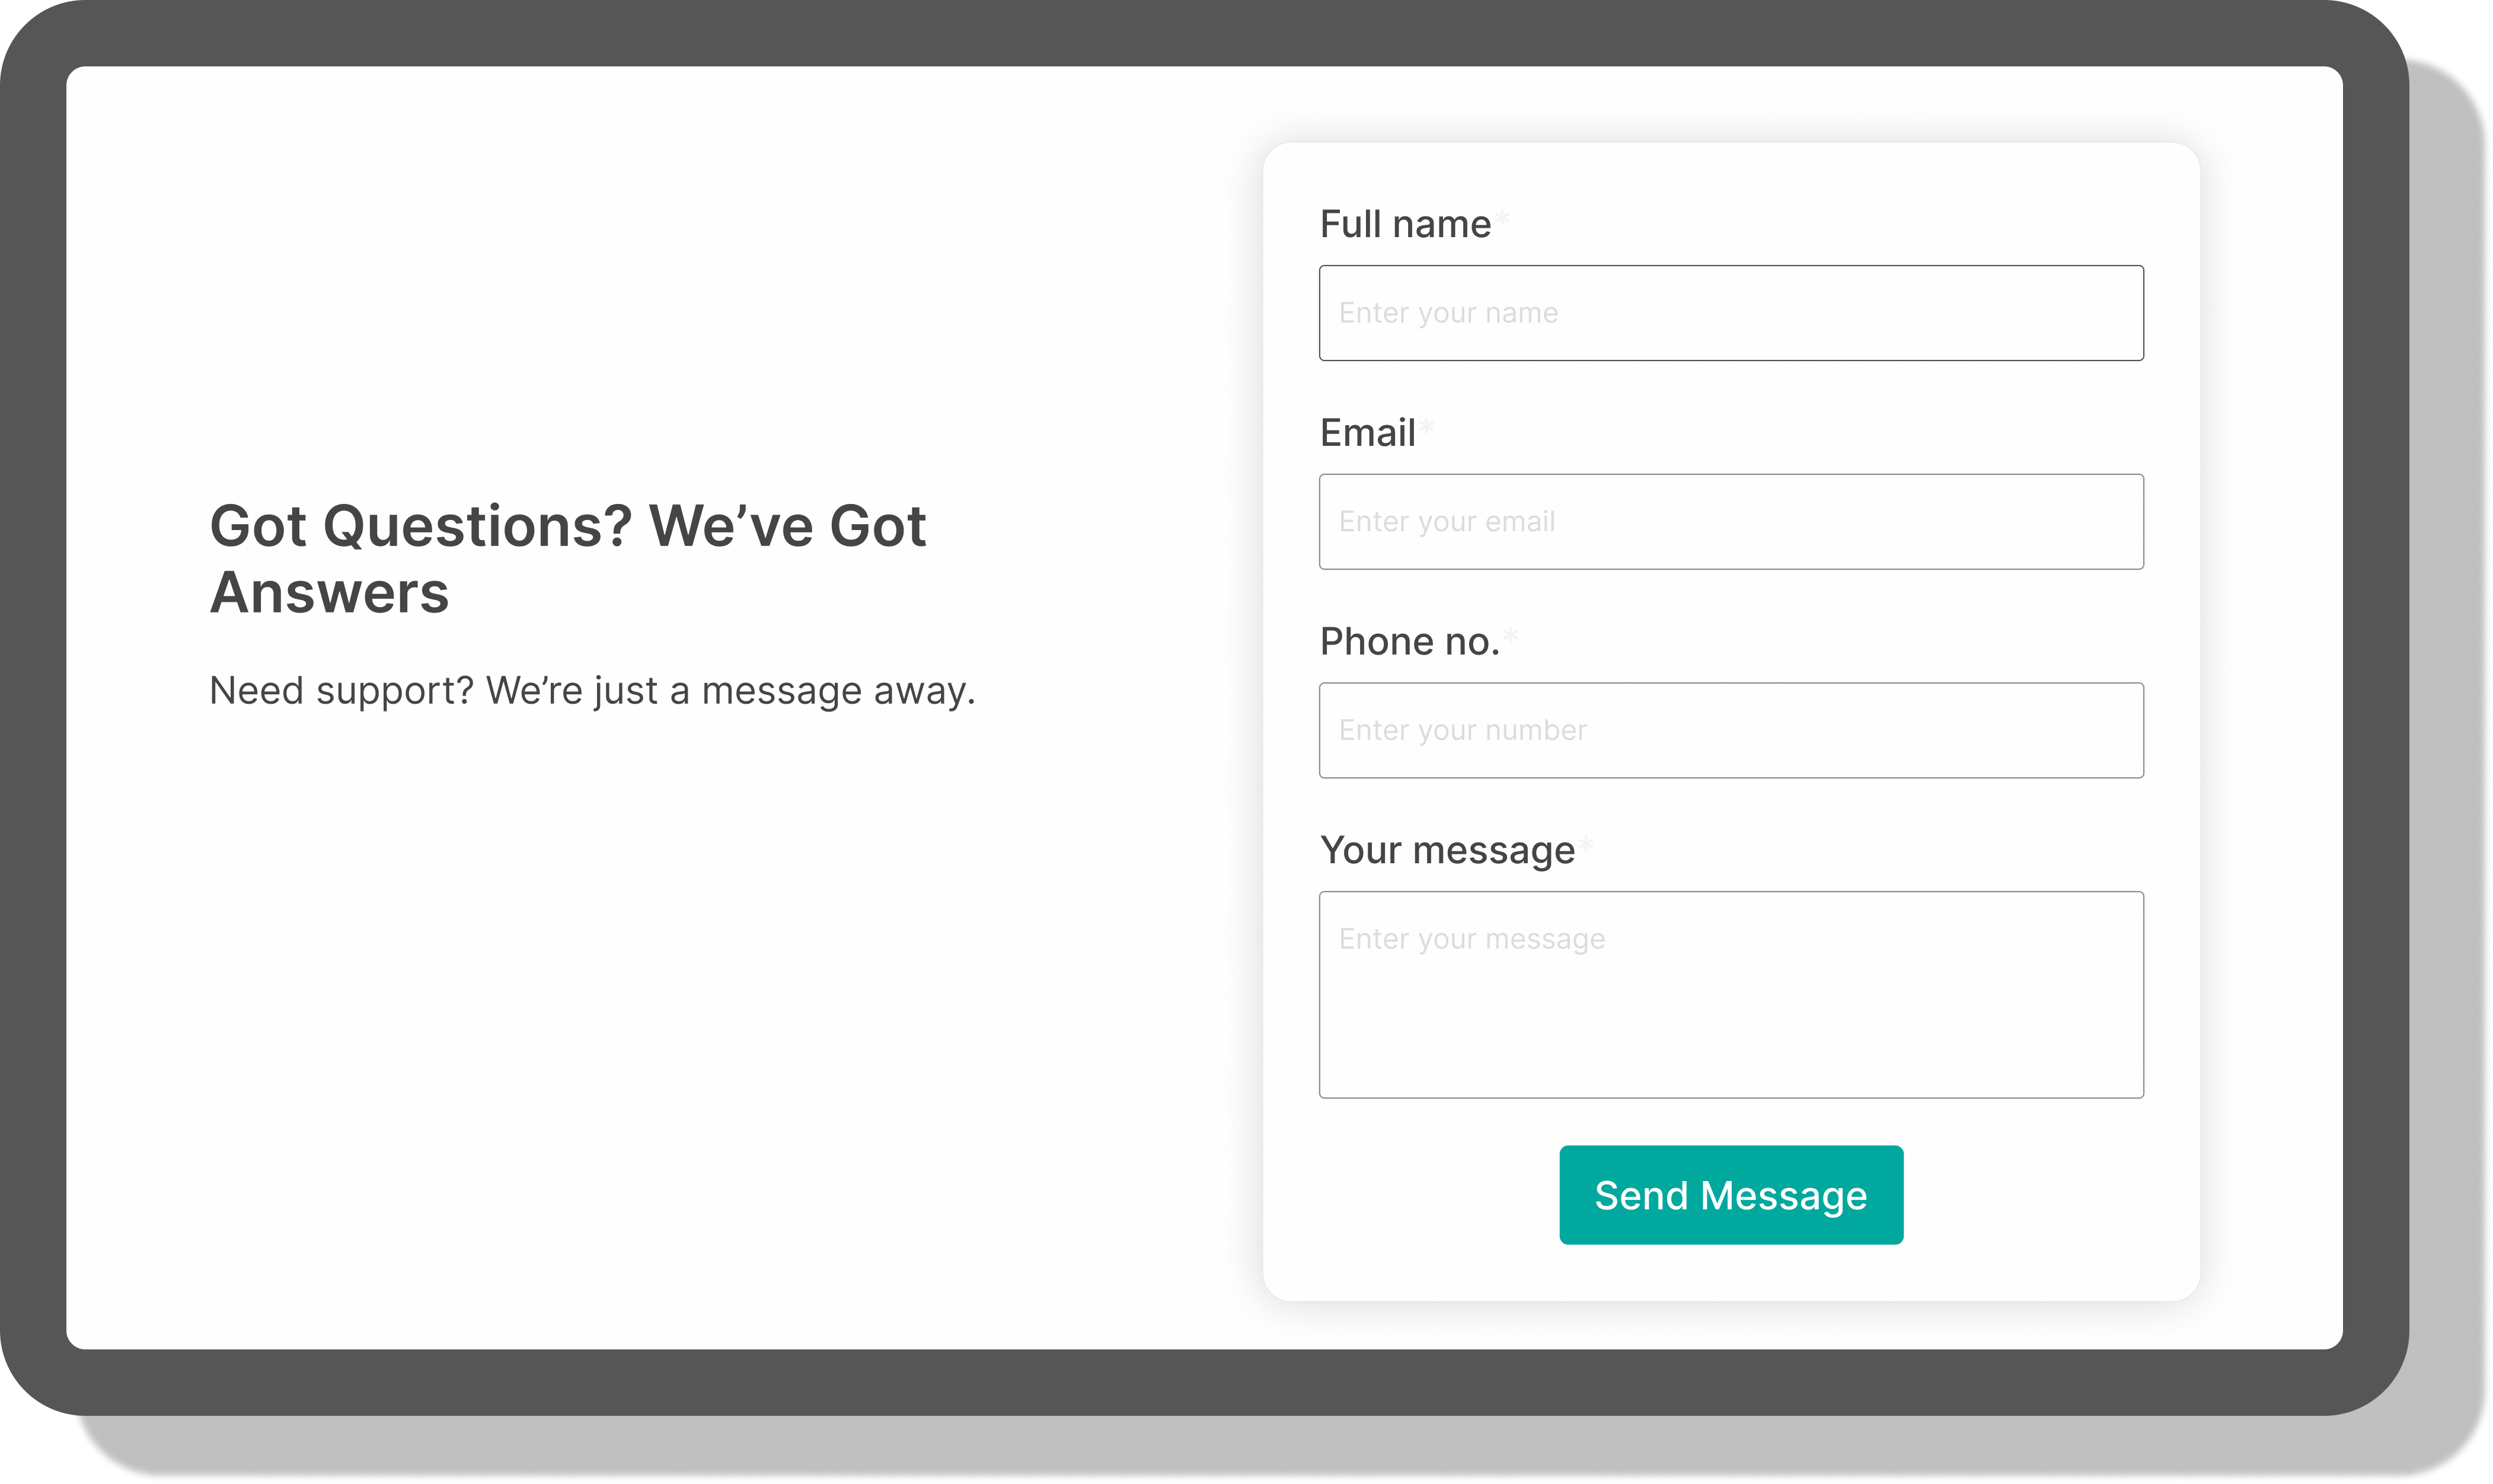 Got Questions? We’ve Got
Answers
Need support? We’re just a message away.
Full name*
Enter your name
Email*
Enter your email
Phone no.*
Enter your number
Your message*
Enter your message
Send Message